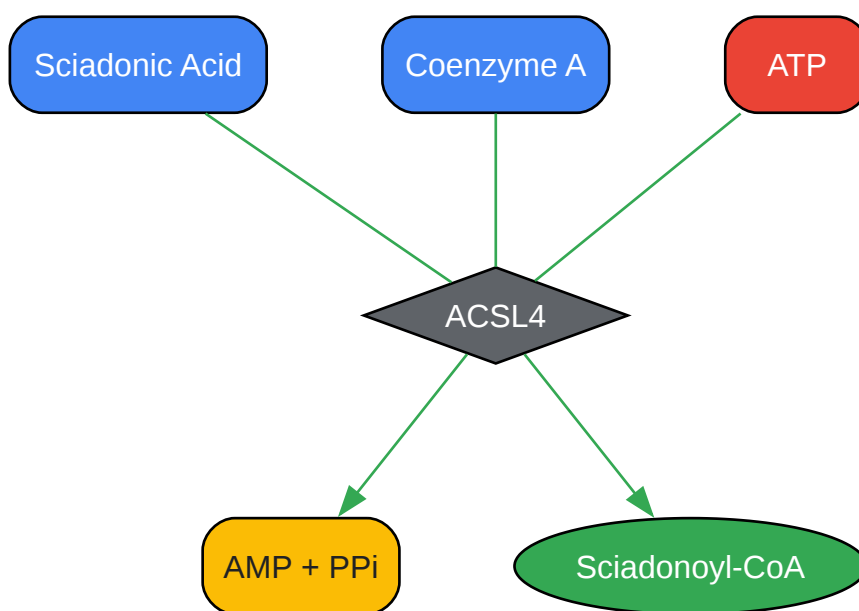 Sciadonic Acid
Coenzyme A
ATP
ACSL4
AMP + PPi
Sciadonoyl-CoA